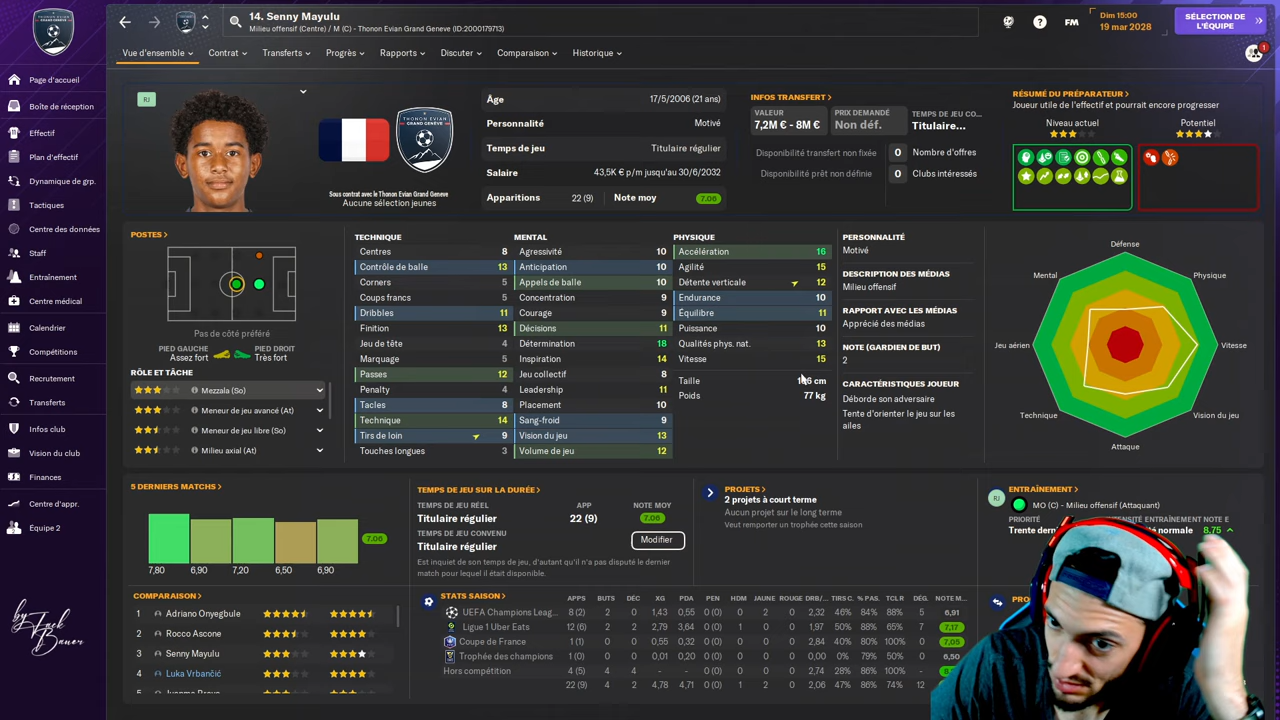 14. Senny Mayulu
Milieu offensif (Centre) / M (C) - Thonon Evian Grand Geneve (ID:2000179713)
FM
Dim 15:00
19 mar 2028
SÉLECTION DE
L'ÉQUIPE
1
Vue d'ensemble
Contrat
Transferts
Progrès
Rapports
Discuter
Comparaison
Historique
Page d'accueil
Boîte de réception
Effectif
Plan d'effectif
Dynamique de grp.
Tactiques
Centre des données
Staff
Entraînement
Centre médical
Calendrier
Compétitions
Recrutement
Transferts
Infos club
Vision du club
Finances
Centre d'appr.
Equipe 2
by Zack
RJ
THONON EVIAN
GRAND GENÈVE
Sous contrat avec le Thonon Evian Grand Genève
Aucune sélection jeunes
Âge 17/5/2006 (21 ans)
Personnalité Motivé
Temps de jeu Titulaire régulier
Salaire 43,5K € p/m jusqu'au 30/6/2032
Apparitions 22 (9) Note moy 7.06
INFOS TRANSFERT
VALEUR
7,2M € - 8M €
PRIX DEMANDÉ
Non déf.
TEMPS DE JEU CO...
Titulaire...
Disponibilité transfert non fixée
0 Nombre d'offres
Disponibilité prêt non définie
0 Clubs intéressés
RÉSUMÉ DU PRÉPARATEUR
Joueur utile de l'effectif et pourrait encore progresser
Niveau actuel
Potentiel
POSTES
Pas de côté préféré
PIED GAUCHE
Assez fort
PIED DROIT
Très fort
RÔLE ET TÂCHE
Mezzala (So)
Meneur de jeu avancé (At)
Meneur de jeu libre (So)
Milieu axial (At)
TECHNIQUE
Centres 8
Contrôle de balle 13
Corners 5
Coups francs 5
Dribbles 11
Finition 13
Jeu de tête 4
Marquage 5
Passes 12
Penalty 4
Tacles 8
Technique 14
Tirs de loin 9
Touches longues 3
MENTAL
Agressivité 10
Anticipation 10
Appels de balle 10
Concentration 9
Courage 9
Décisions 11
Détermination 18
Inspiration 14
Jeu collectif 8
Leadership 11
Placement 10
Sang-froid 9
Vision du jeu 13
Volume de jeu 12
PHYSIQUE
Accélération 16
Agilité 15
Détente verticale 12
Endurance 10
Équilibre 11
Puissance 10
Qualités phys. nat. 13
Vitesse 15
Taille cm
Poids 77 kg
PERSONNALITÉ
Motivé
DESCRIPTION DES MÉDIAS
Milieu offensif
RAPPORT AVEC LES MÉDIAS
Apprécié des médias
NOTE (GARDIEN DE BUT)
2
CARACTÉRISTIQUES JOUEUR
Déborde son adversaire
Tente d'orienter le jeu sur les
ailes
Défense
Physique
Vitesse
Vision du jeu
Attaque
Technique
Jeu aérien
Mental
5 DERNIERS MATCHS
7,80 6,90 7,20 6,50 6,90
7.06
TEMPS DE JEU SUR LA DURÉE
TEMPS DE JEU RÉEL
Titulaire régulier
TEMPS DE JEU CONVENU
Titulaire régulier
APP
22 (9)
NOTE MOY
7.06
Modifier
Est inquiet de son temps de jeu, d'autant qu'il n'a pas disputé le dernier
match pour lequel il était disponible.
PROJETS
2 projets à court terme
Aucun projet sur le long terme
Veut remporter un trophée cette saison
ENTRAÎNEMENT
RJ
MO (C) - Milieu offensif (Attaquant)
PRIORITÉ
NOTE E
8,75
COMPARAISON
1 Adriano Onyegbule
2 Rocco Ascone
3 Senny Mayulu
4 Luka Vrbančić
STATS SAISON
APPS BUTS DÉC XG PDA PEN HDM JAUNE ROUGE DRB/... TIRS C... % PAS. TCLR DÉG. NOTE M...
UEFA Champions Leag... 8 (2) 0 0 1,43 0,55 0 (0) 0 0 0 2,32 46% 84% 88% 5 6,91
Ligue 1 Uber Eats 12 (6) 2 2 2,79 3,64 0 (0) 1 2 0 1,97 50% 88% 65% 7 7,17
Coupe de France 1 (1) 2 0 0,55 0,32 0 (0) 0 0 0 2,84 40% 80% 100% - 7,05
Trophée des champions 1 (0) 0 0 0,01 0,20 0 (0) 0 0 0 0,00 0% 79% 50% 0 6,50
Hors compétition 5 (0) 4 4 - - 0 (0) 0 0 0 2,28 86% 100% -
22 (9) 4 2 4,78 4,71 0 (0) 1 2 0 2,06 47% 86% 74% 12